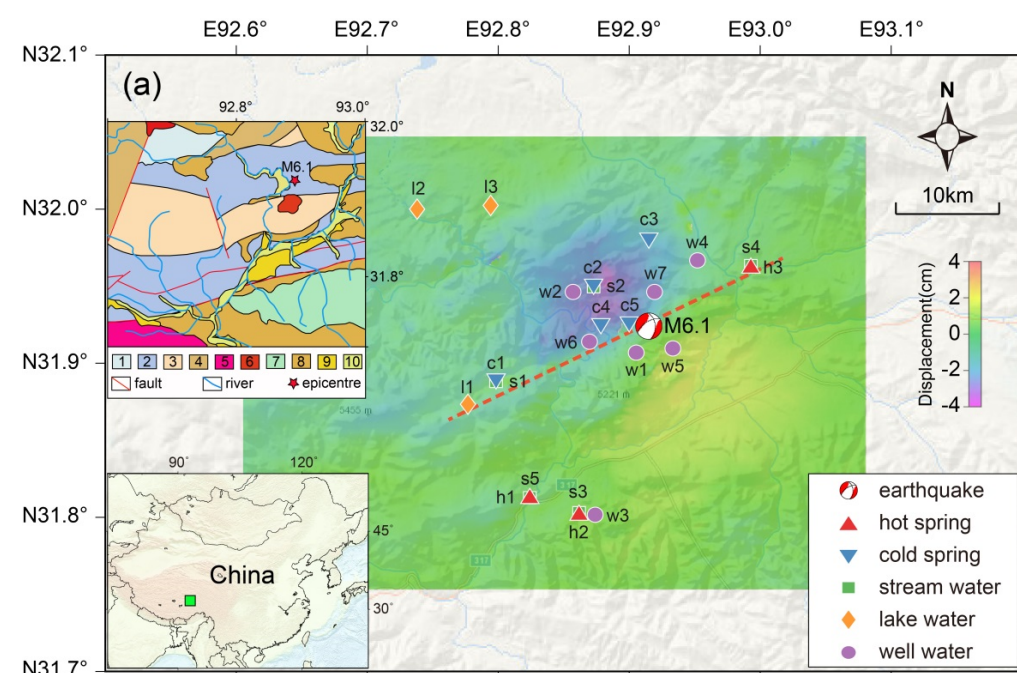 E92.6° E92.7° E92.8° E92.9° E93.0° E93.1°
N32.1°
(a)
92.8° 93.0°
32.0°
M6.1
31.8°
1 2 3 4 5 6 7 8 9 10
fault river epicentre
N
10km
N32.0°
l2 l3
c3
w4
s4
h3
c2
s2
w7
w2
c4 c5
M6.1
w6
w1 w5
Displacement(cm)
4
2
0
-2
-4
N31.9°
c1
s1
l1
5455 m
5221 m
N31.8°
s5
h1
317
s3
w3
h2
317
90° 120°
45°
30°
China
earthquake
hot spring
cold spring
stream water
lake water
well water
N31.7°